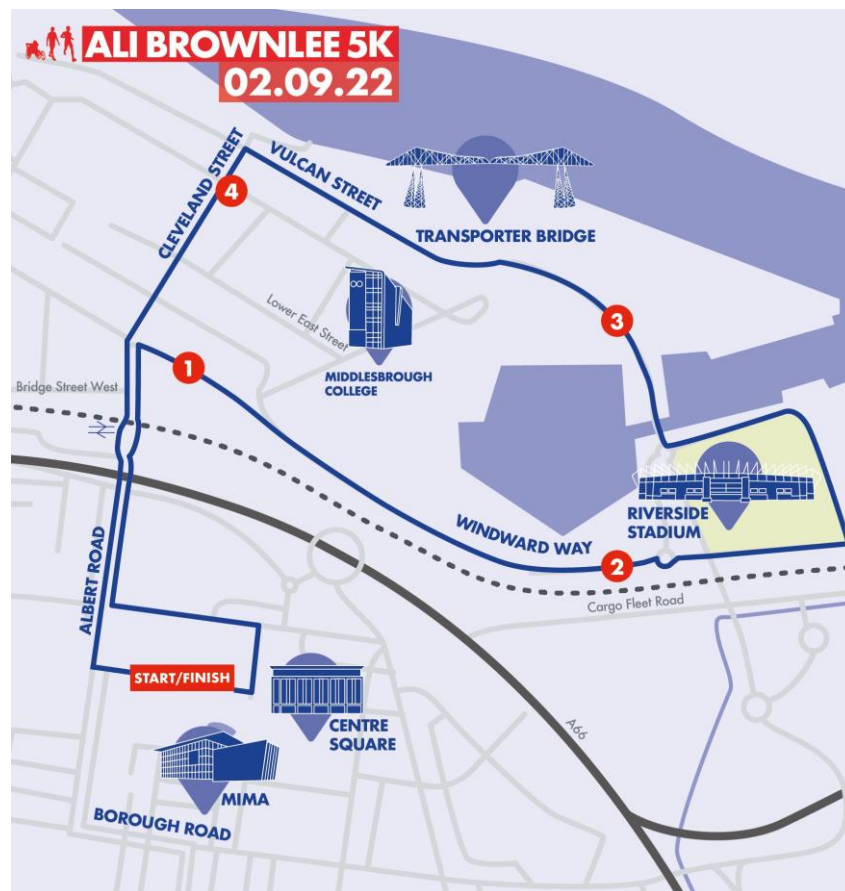 ALI BROWNLEE 5K
02.09.22
CLEVELAND STREET
4
VULCAN STREET
TRANSPORTER BRIDGE
3
8
Lower East Street
MIDDLESBROUGH
COLLEGE
1
Bridge Street West
RIVERSIDE
STADIUM
WINDWARD WAY
2
Cargo Fleet Road
ALBERT ROAD
START/FINISH
CENTRE
SQUARE
A66
MIMA
BOROUGH ROAD